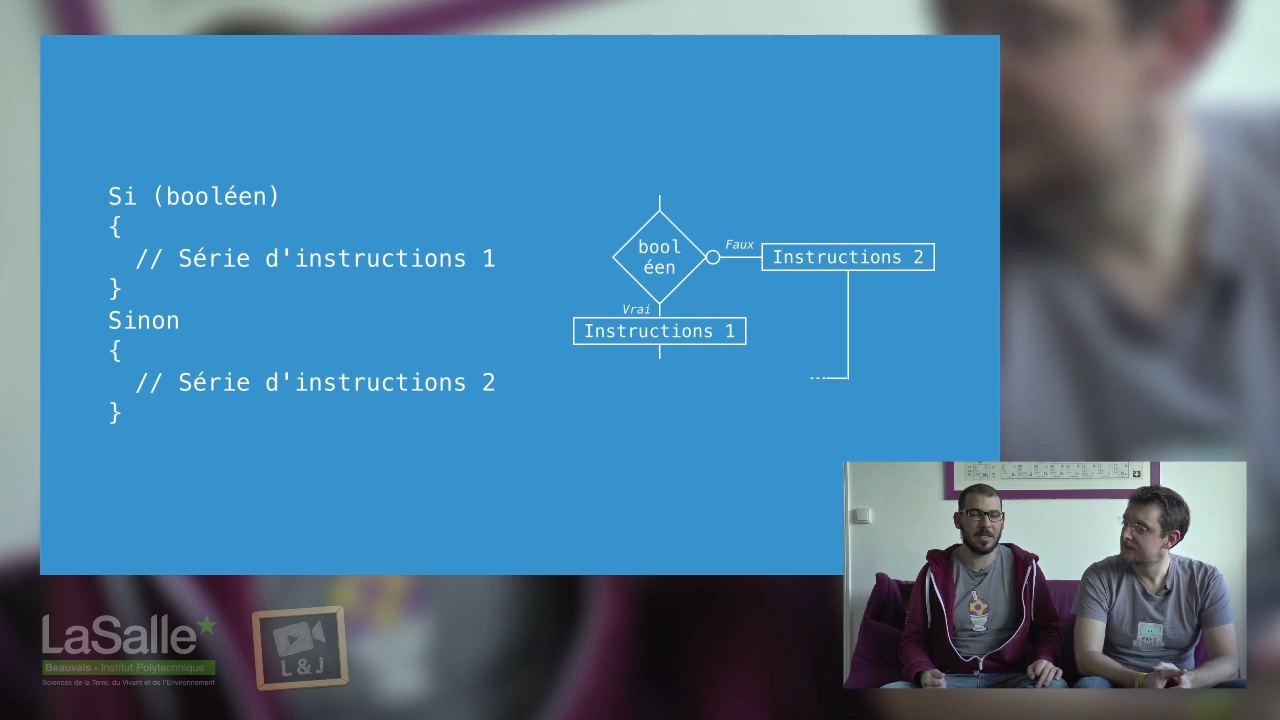 Si (booléen)
{
// Série d'instructions 1
}
Sinon
{
// Série d'instructions 2
}
bool
éen
Faux
Instructions 2
Vrai
Instructions 1
LaSalle
Beauvais • Institut Polytechnique
Sciences de la Terre, du Vivant et de l'Environnement
L & J
FREE